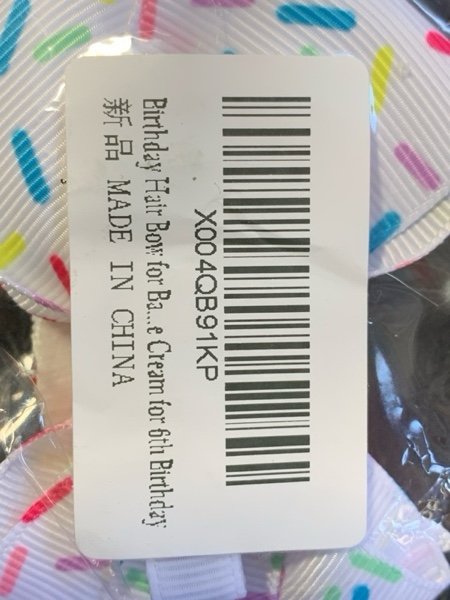 X004QB91KP
Birthday Hair Bow for Ba...e Cream for 6th Birthday
新品 MADE IN CHINA